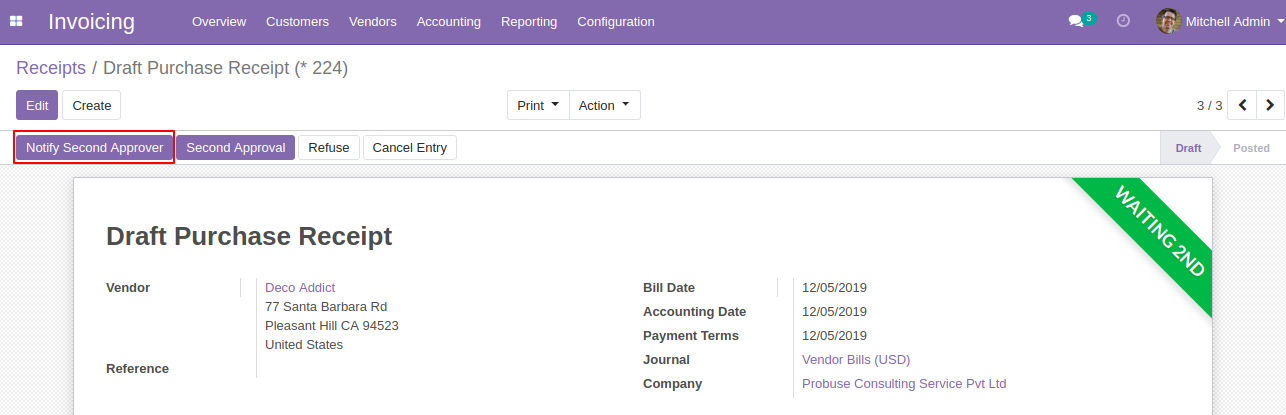 Invoicing Overview Customers Vendors Accounting Reporting Configuration 3 Mitchell Admin
Receipts / Draft Purchase Receipt (* 224)
Edit Create Print Action 3 / 3
Notify Second Approver Second Approval Refuse Cancel Entry Draft Posted
WAITING 2ND
Draft Purchase Receipt
Vendor Deco Addict Bill Date 12/05/2019
77 Santa Barbara Rd Accounting Date 12/05/2019
Pleasant Hill CA 94523 Payment Terms 12/05/2019
United States Journal Vendor Bills (USD)
Reference Company Probuse Consulting Service Pvt Ltd